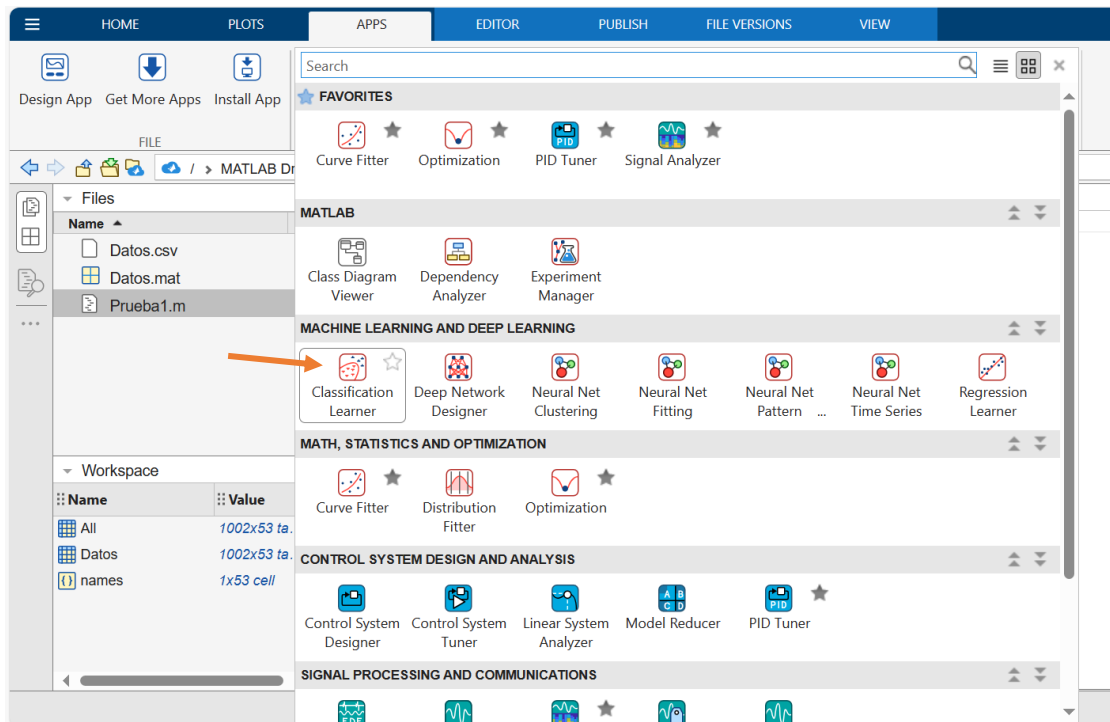 HOME PLOTS APPS EDITOR PUBLISH FILE VERSIONS VIEW
Design App Get More Apps Install App
FILE
/ > MATLAB Dr
Files
Name
Datos.csv
Datos.mat
Prueba1.m
Workspace
Name Value
All 1002x53 ta.
Datos 1002x53 ta.
names 1x53 cell
Search
FAVORITES
Curve Fitter Optimization PID Tuner Signal Analyzer
MATLAB
Class Diagram Dependency Experiment
Viewer Analyzer Manager
MACHINE LEARNING AND DEEP LEARNING
Classification Deep Network Neural Net Neural Net Neural Net Neural Net Regression
Learner Designer Clustering Fitting Pattern ... Time Series Learner
MATH, STATISTICS AND OPTIMIZATION
Curve Fitter Distribution Optimization
Fitter
CONTROL SYSTEM DESIGN AND ANALYSIS
Control System Control System Linear System Model Reducer PID Tuner
Designer Tuner Analyzer
SIGNAL PROCESSING AND COMMUNICATIONS